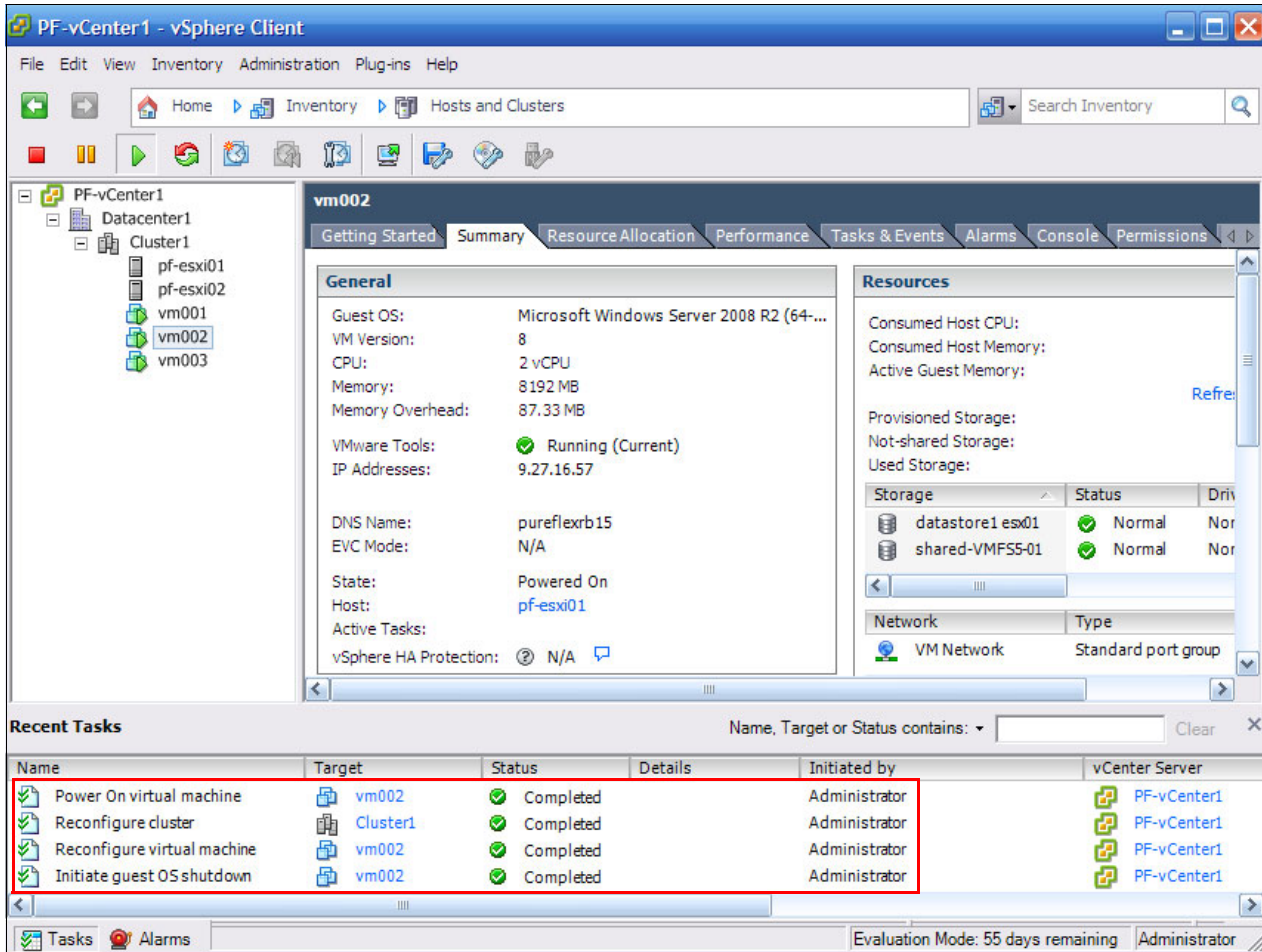 PF-vCenter1 - vSphere Client
File Edit View Inventory Administration Plug-ins Help
Home Inventory Hosts and Clusters Search Inventory
PF-vCenter1
Datacenter1
Cluster1
pf-esxi01
pf-esxi02
vm001
vm002
vm003
vm002
Getting Started Summary Resource Allocation Performance Tasks & Events Alarms Console Permissions
General
Guest OS: Microsoft Windows Server 2008 R2 (64-...
VM Version: 8
CPU: 2 vCPU
Memory: 8192 MB
Memory Overhead: 87.33 MB
VMware Tools: Running (Current)
IP Addresses: 9.27.16.57
DNS Name: pureflexrb15
EVC Mode: N/A
State: Powered On
Host: pf-esxi01
Active Tasks:
vSphere HA Protection: N/A
Resources
Consumed Host CPU:
Consumed Host Memory:
Active Guest Memory:
Refre
Provisioned Storage:
Not-shared Storage:
Used Storage:
Storage Status Driv
datastore1 esx01 Normal Nor
shared-VMFS5-01 Normal Nor
Network Type
VM Network Standard port group
Recent Tasks Name, Target or Status contains: Clear
Name Target Status Details Initiated by vCenter Server
Power On virtual machine vm002 Completed Administrator PF-vCenter1
Reconfigure cluster Cluster1 Completed Administrator PF-vCenter1
Reconfigure virtual machine vm002 Completed Administrator PF-vCenter1
Initiate guest OS shutdown vm002 Completed Administrator PF-vCenter1
Tasks Alarms Evaluation Mode: 55 days remaining Administrator